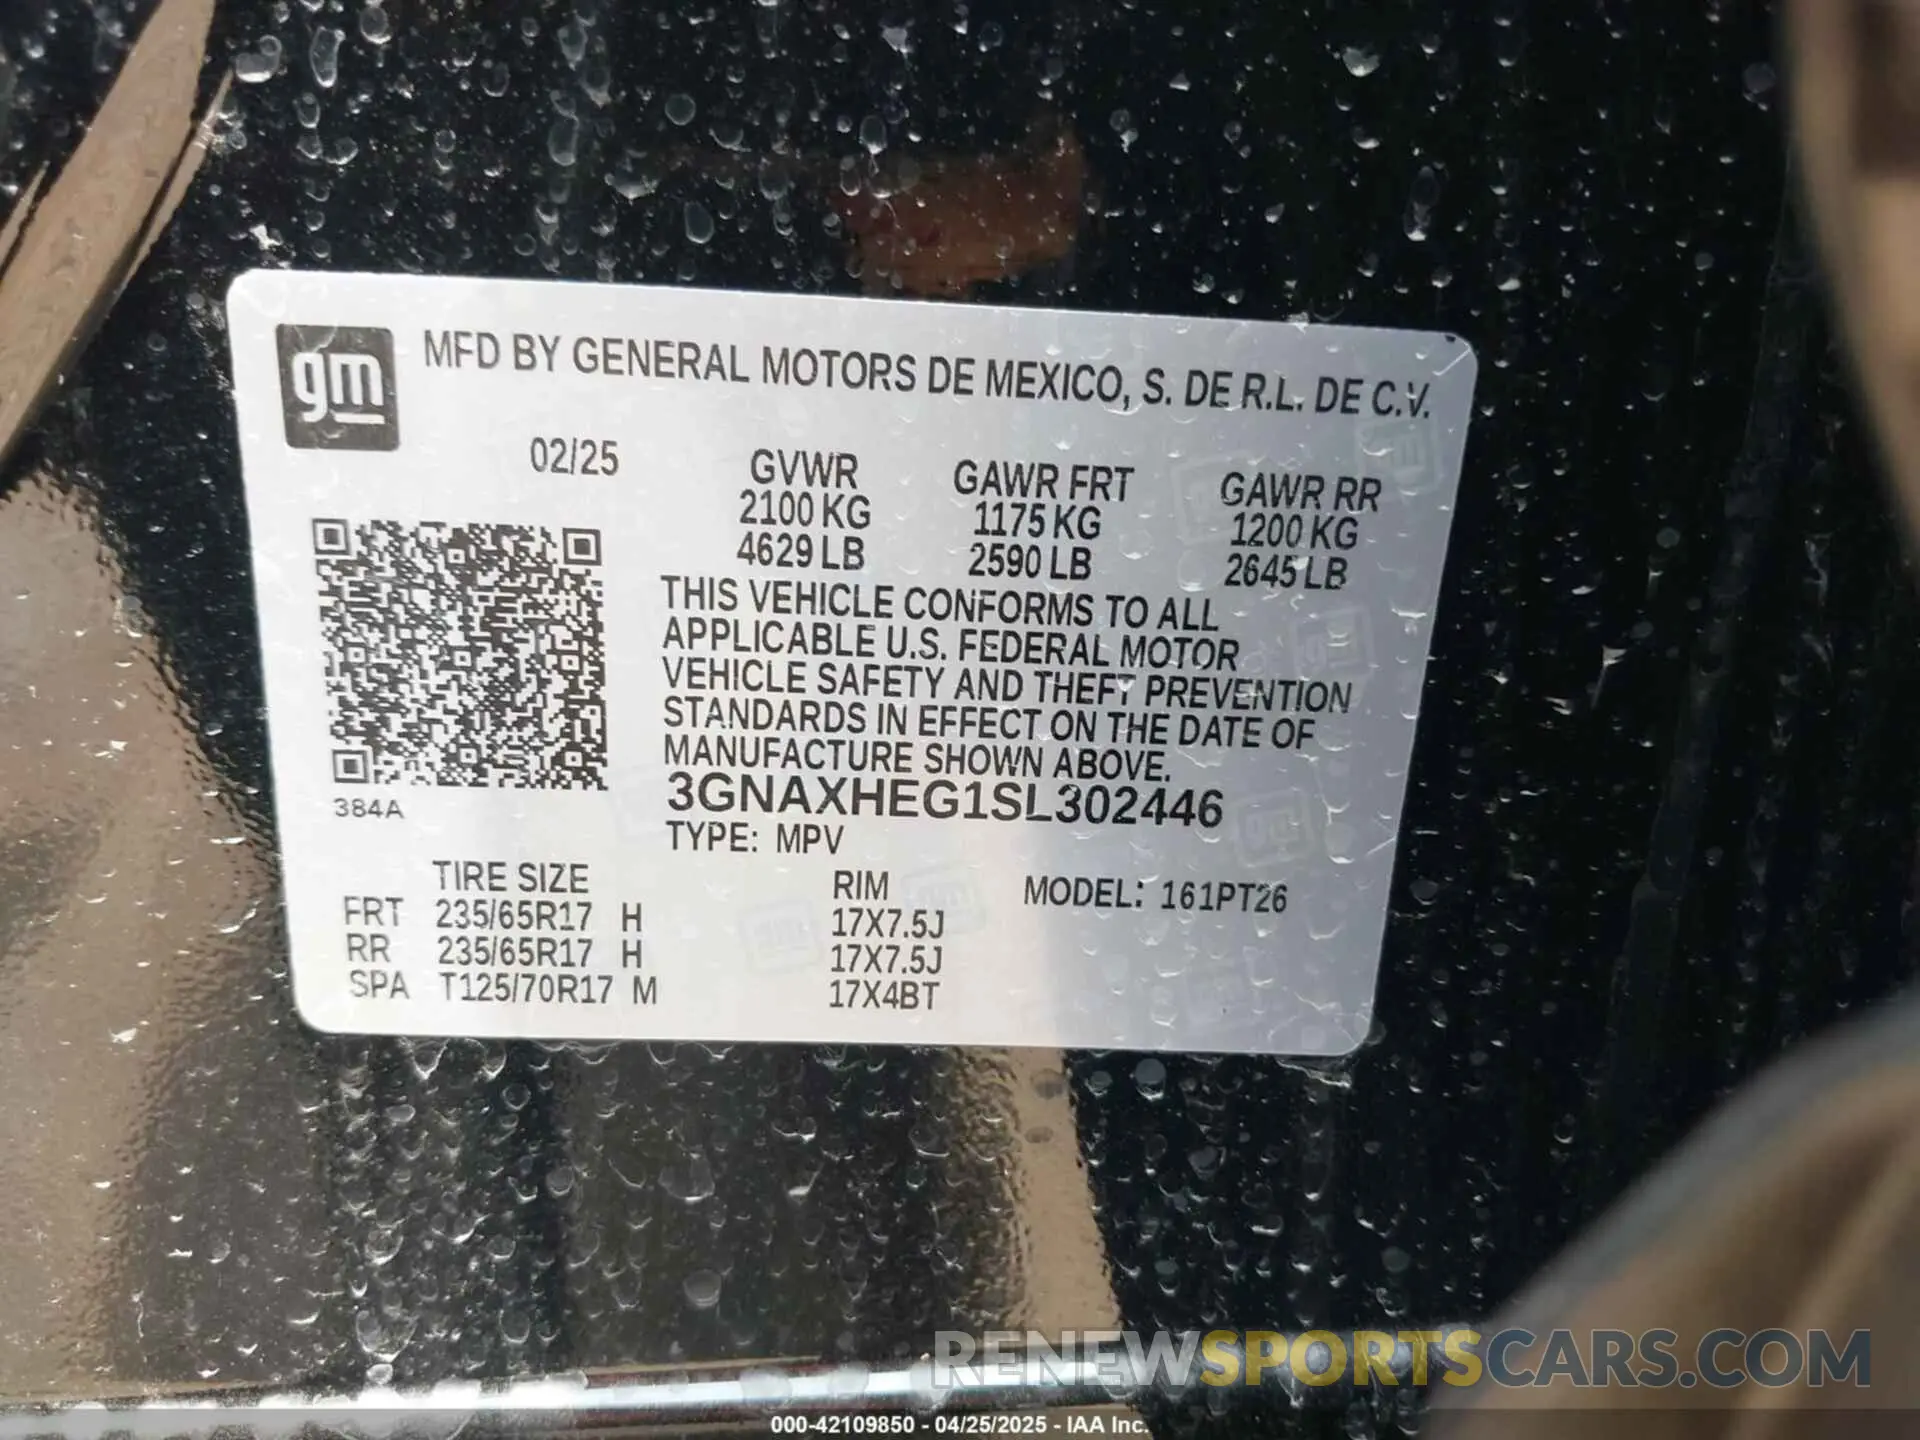 gm MFD BY GENERAL MOTORS DE MEXICO, S. DE R.L. DE C.V.
02/25
GVWR GAWR FRT GAWR RR
2100 KG 1175 KG 1200 KG
4629 LB 2590 LB 2645 LB
THIS VEHICLE CONFORMS TO ALL
APPLICABLE U.S. FEDERAL MOTOR
VEHICLE SAFETY AND THEFT PREVENTION
STANDARDS IN EFFECT ON THE DATE OF
MANUFACTURE SHOWN ABOVE.
384A 3GNAXHEG1SL302446
TYPE: MPV
TIRE SIZE RIM MODEL: 161PT26
FRT 235/65R17 H 17X7.5J
RR 235/65R17 H 17X7.5J
SPA T125/70R17 M 17X4BT
RENEWSPORTSCARS.COM
000-42109850 - 04/25/2025 - IAA Inc.